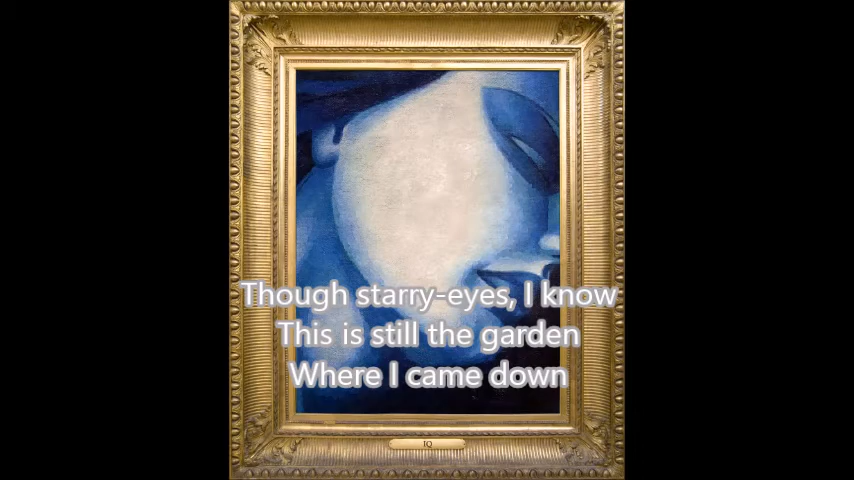 Though starry-eyes, I know
This is still the garden
Where I came down
IQ